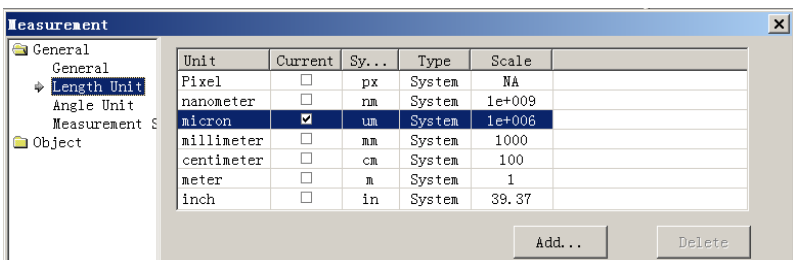 Measurement
General
General
Length Unit
Angle Unit
Measurement S
Object
Unit Current Sy... Type Scale
Pixel px System NA
nanometer nm System 1e+009
micron um System 1e+006
millimeter mm System 1000
centimeter cm System 100
meter m System 1
inch in System 39.37
Add... Delete